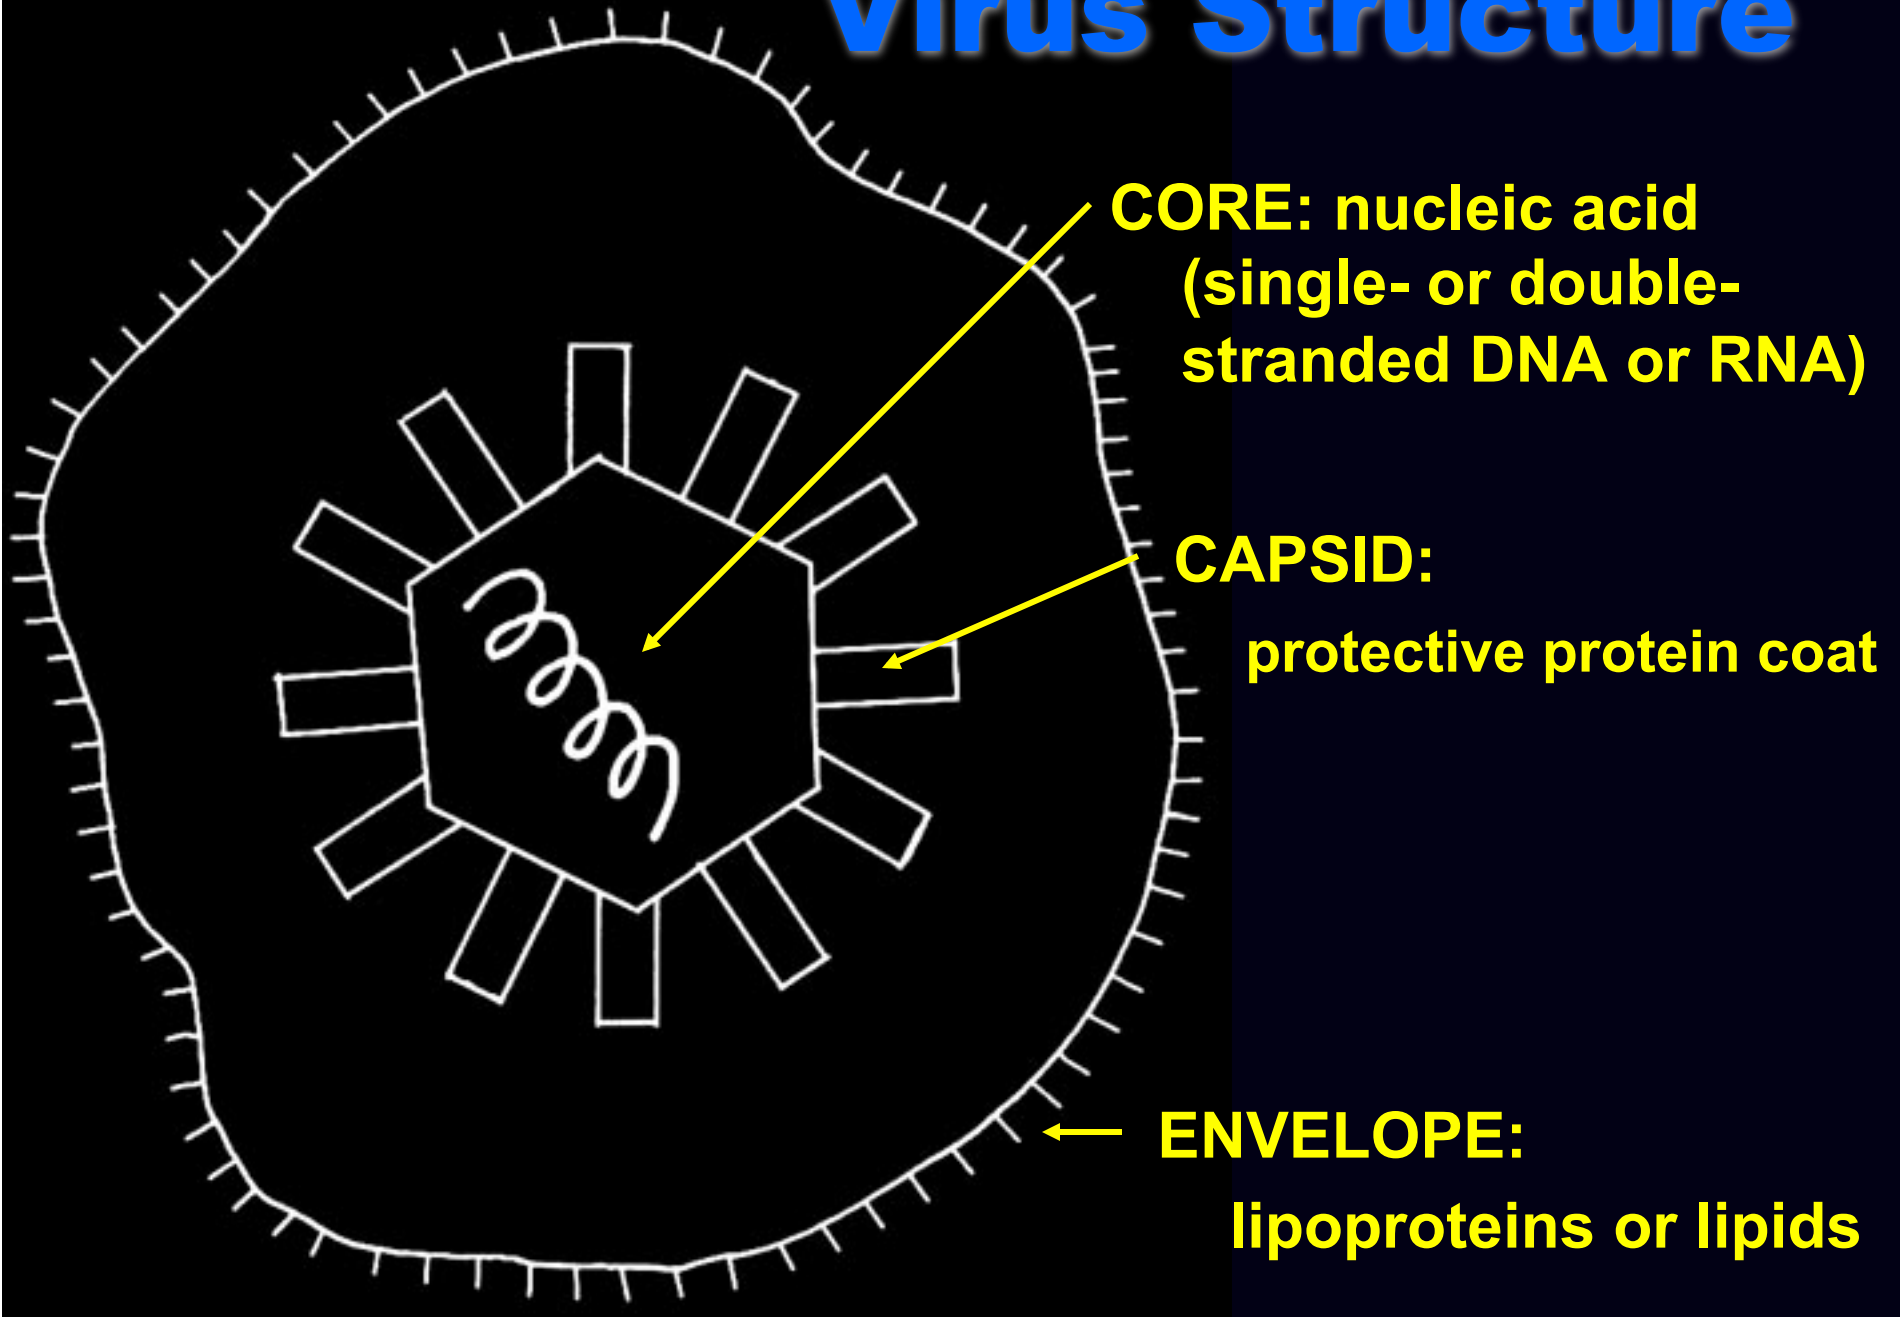 Virus Structure
CORE: nucleic acid
(single- or double-
stranded DNA or RNA)
CAPSID:
protective protein coat
ENVELOPE:
lipoproteins or lipids